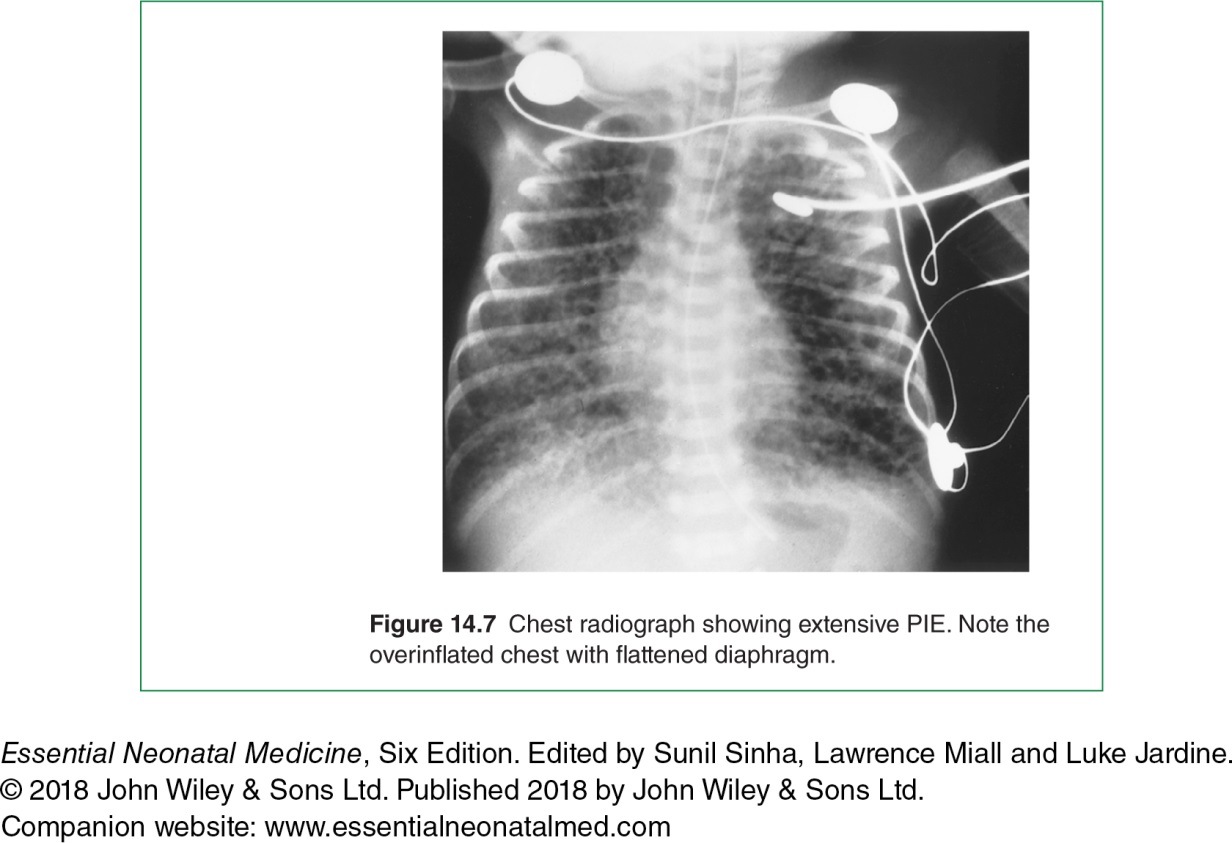 Figure 14.7 Chest radiograph showing extensive PIE. Note the
overinflated chest with flattened diaphragm.
Essential Neonatal Medicine, Six Edition. Edited by Sunil Sinha, Lawrence Miall and Luke Jardine.
© 2018 John Wiley & Sons Ltd. Published 2018 by John Wiley & Sons Ltd.
Companion website: www.essentialneonatalmed.com